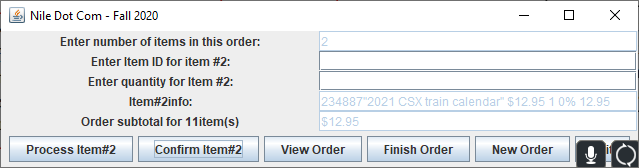 Nile Dot Com - Fall 2020
Enter number of items in this order:
2
Enter Item ID for item #2:
Enter quantity for Item #2:
Item#2info:
234887"2021 CSX train calendar" $12.95 1 0% 12.95
Order subtotal for 11item(s)
$12.95
Process Item#2
Confirm Item#2
View Order
Finish Order
New Order